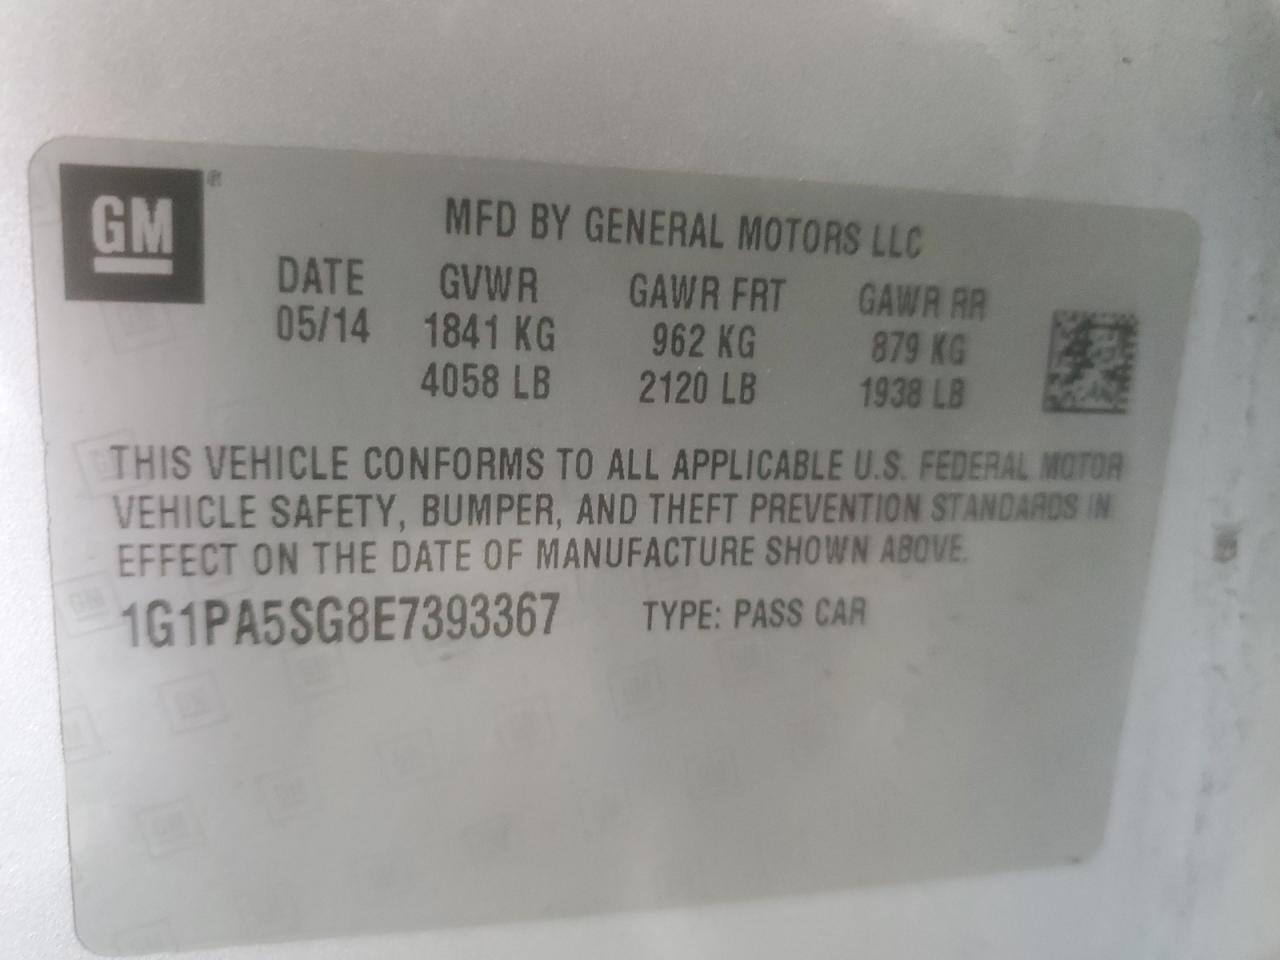 GM
MFD BY GENERAL MOTORS LLC
DATE GVWR GAWR FRT GAWR RR
05/14 1841 KG 962 KG 879 KG
4058 LB 2120 LB 1938 LB
THIS VEHICLE CONFORMS TO ALL APPLICABLE U.S. FEDERAL MOTOR
VEHICLE SAFETY, BUMPER, AND THEFT PREVENTION STANDARDS IN
EFFECT ON THE DATE OF MANUFACTURE SHOWN ABOVE.
1G1PA5SG8E7393367 TYPE: PASS CAR